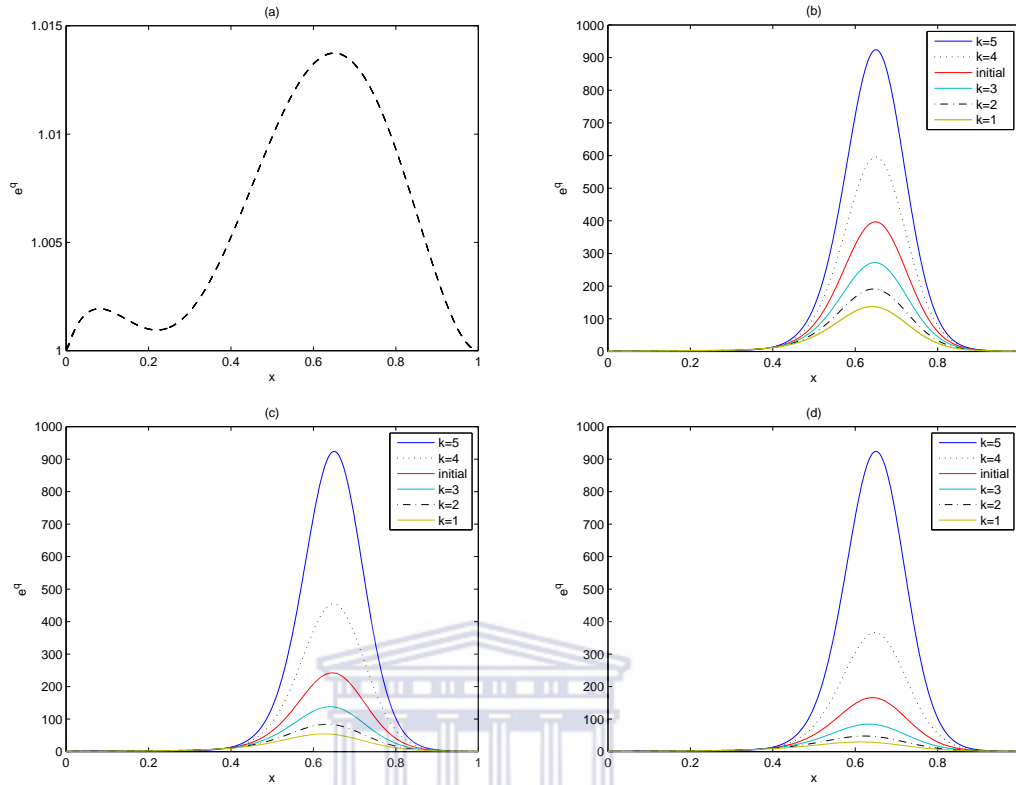 (a)
1.015
1.01
1.005
1
e^q
0
0.2
0.4
0.6
0.8
1
x
(b)
1000
900
800
700
600
500
400
300
200
100
0
e^q
k=5
k=4
initial
k=3
k=2
k=1
0
0.2
0.4
0.6
0.8
x
(c)
1000
900
800
700
600
500
400
300
200
100
0
e^q
k=5
k=4
initial
k=3
k=2
k=1
0
0.2
0.4
0.6
0.8
1
x
(d)
1000
900
800
700
600
500
400
300
200
100
0
e^q
k=5
k=4
initial
k=3
k=2
k=1
0
0.2
0.4
0.6
0.8
x